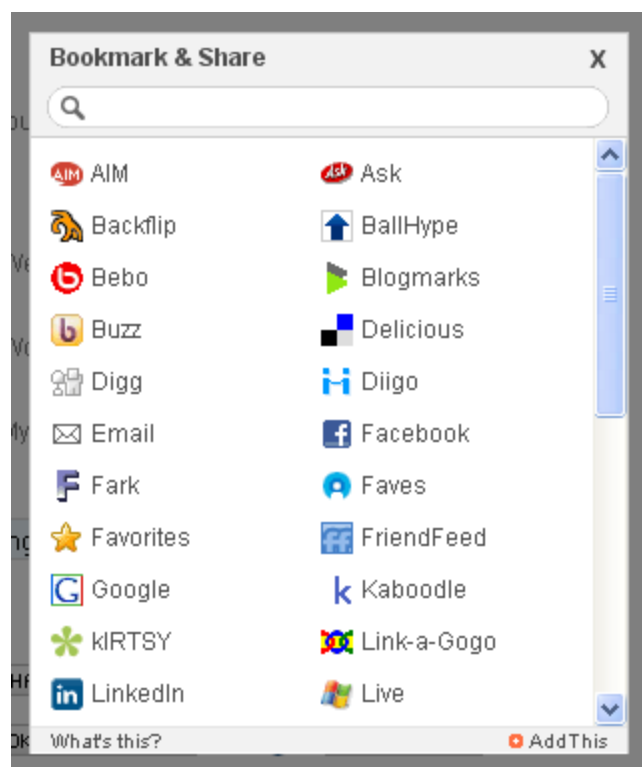 Bookmark & Share X
AIM Ask
Backflip BallHype
Bebo Blogmarks
Buzz Delicious
Digg Diigo
Email Facebook
Fark Faves
Favorites FriendFeed
Google Kaboodle
kIRTSY Link-a-Gogo
LinkedIn Live
What's this? AddThis